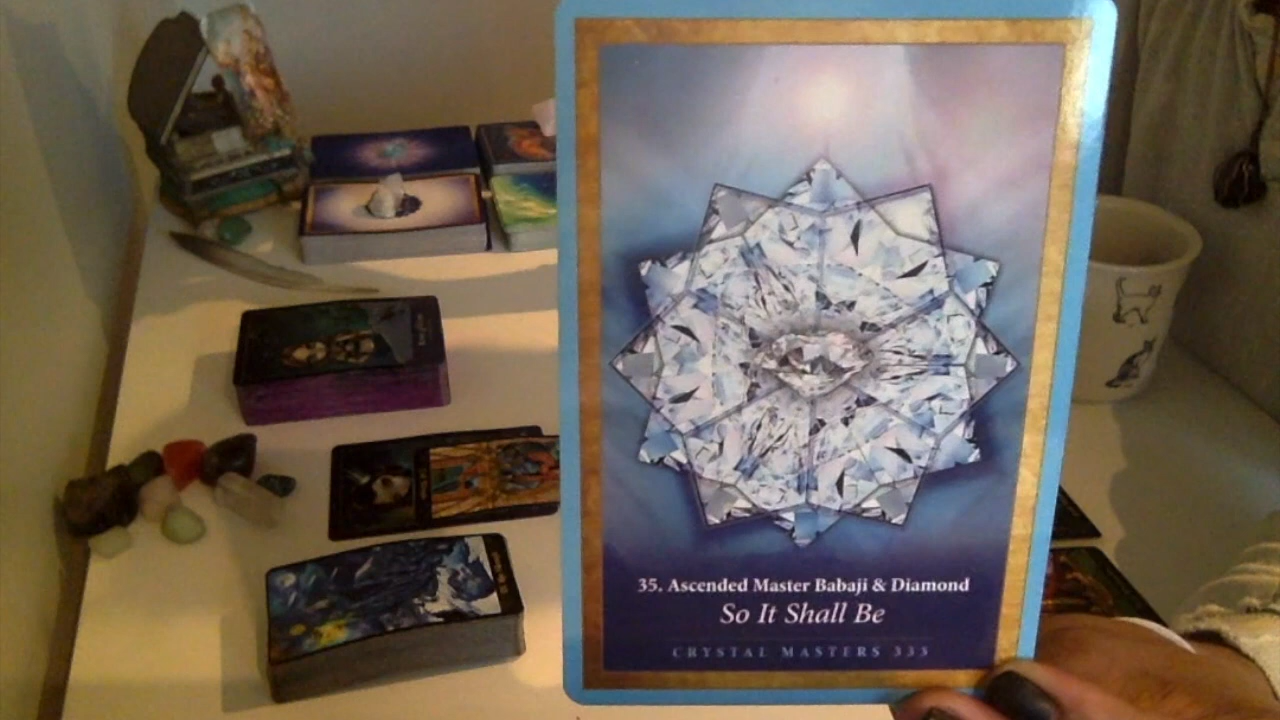 35. Ascended Master Babaji & Diamond
So It Shall Be
CRYSTAL MASTERS 333